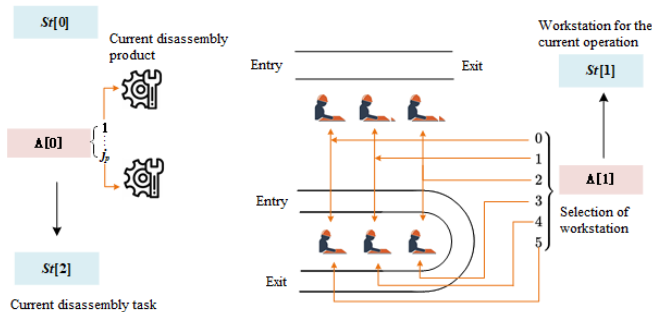 St[0]
Current disassembly
product
A[0]
1
jp
St[2]
Current disassembly task
Entry
Exit
Entry
Exit
0
1
2
3
4
5
Workstation for the
current operation
St[1]
A[1]
Selection of
workstation